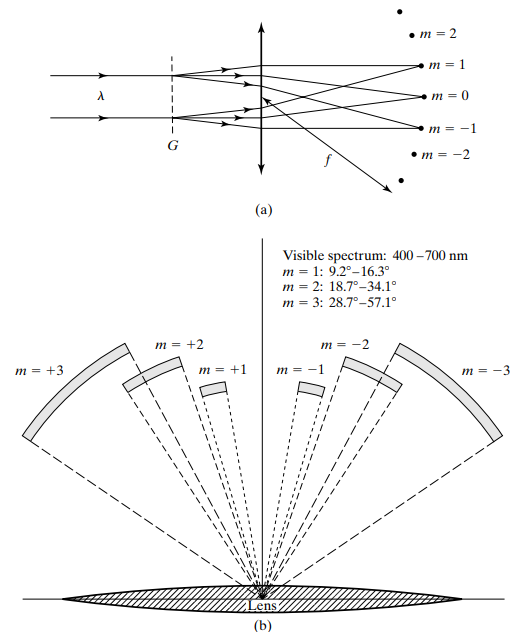 m = 2
m = 1
λ
m = 0
m = −1
G
m = −2
f
(a)
Visible spectrum: 400–700 nm
m = 1: 9.2°–16.3°
m = 2: 18.7°–34.1°
m = 3: 28.7°–57.1°
m = +2
m = −2
m = +3
m = +1
m = −1
m = −3
Lens
(b)